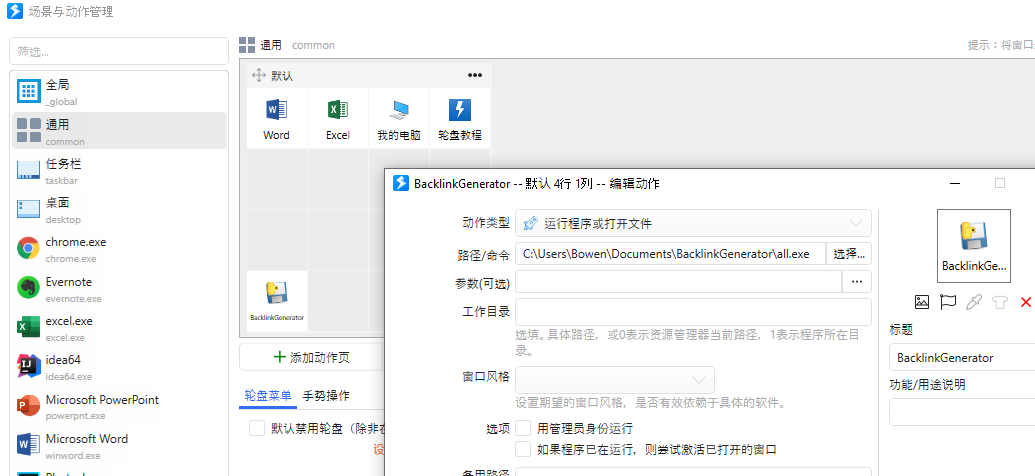 场景与动作管理
筛选...
全局
_global
通用
common
任务栏
taskbar
桌面
desktop
chrome.exe
chrome.exe
Evernote
evernote.exe
excel.exe
excel.exe
idea64
idea64.exe
Microsoft PowerPoint
powerpnt.exe
Microsoft Word
winword.exe
通用 common
提示：将窗口
默认 •••
Word Excel 我的电脑 轮盘教程
BacklinkGenerator
添加动作页
轮盘菜单 手势操作
默认禁用轮盘（除非在
设
BacklinkGenerator -- 默认 4行 1列 -- 编辑动作
动作类型 运行程序或打开文件
路径/命令 C:\Users\Bowen\Documents\BacklinkGenerator\all.exe 选择...
参数(可选) ...
工作目录
选填。具体路径，或0表示资源管理器当前路径，1表示程序所在目
录。
窗口风格
设置期望的窗口风格，是否有效依赖于具体的软件。
选项 用管理员身份运行
如果程序已在运行，则尝试激活已打开的窗口
备用路径
BacklinkGe...
标题
BacklinkGenerator
功能/用途说明